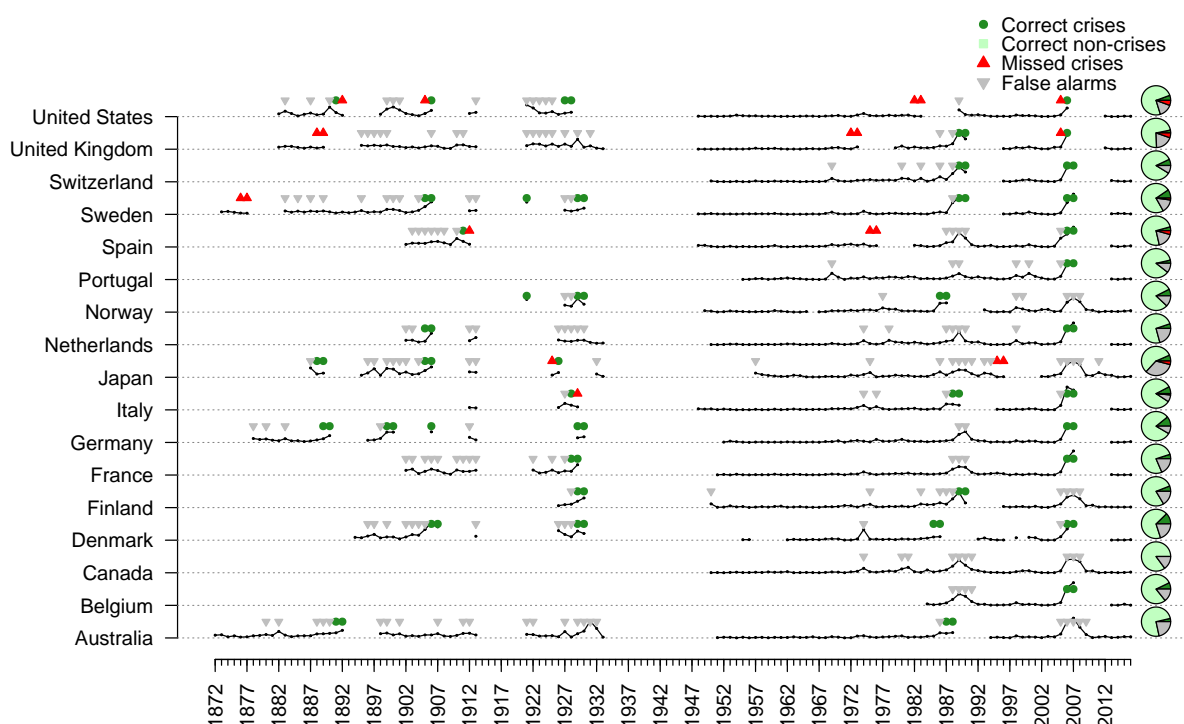 Correct crises
Correct non-crises
Missed crises
False alarms
United States
United Kingdom
Switzerland
Sweden
Spain
Portugal
Norway
Netherlands
Japan
Italy
Germany
France
Finland
Denmark
Canada
Belgium
Australia
1872 1877 1882 1887 1892 1897 1902 1907 1912 1917 1922 1927 1932 1937 1942 1947 1952 1957 1962 1967 1972 1977 1982 1987 1992 1997 2002 2007 2012